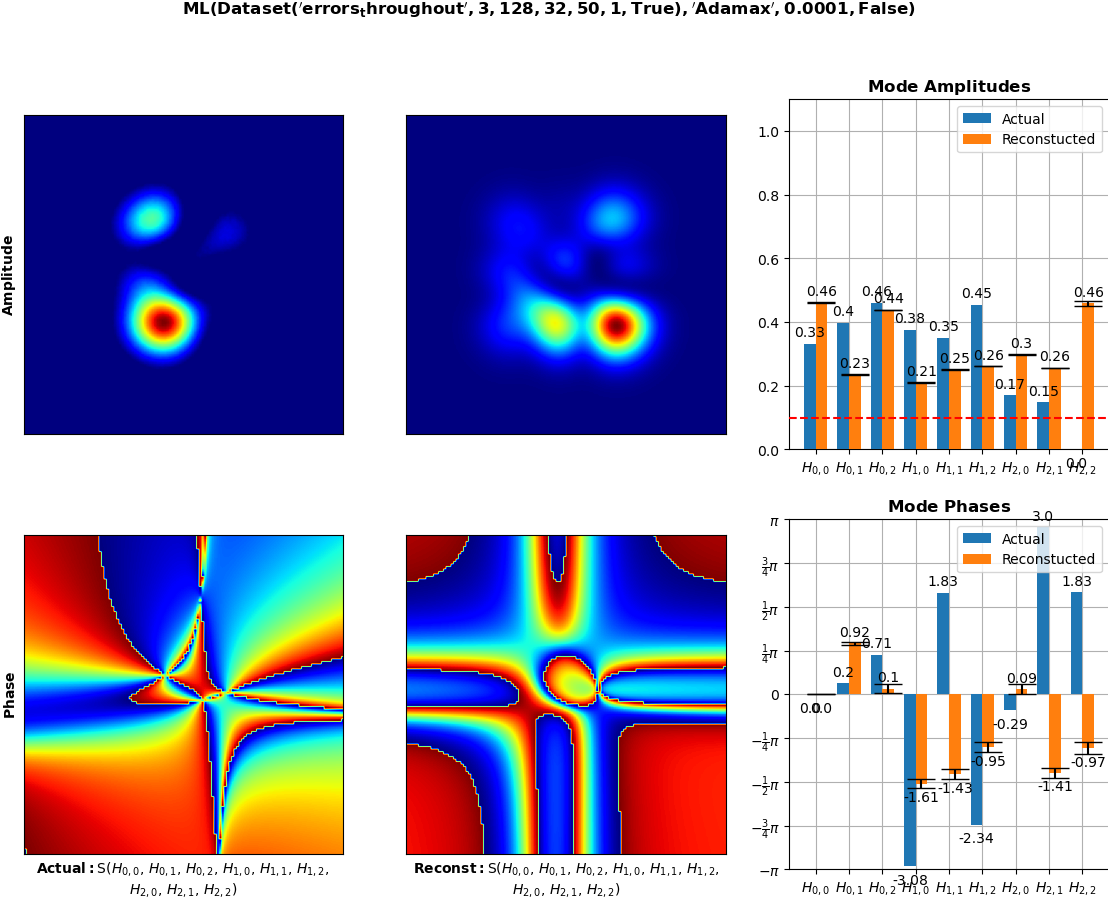 ML(Dataset('errors_throughout', 3, 128, 32, 50, 1, True), 'Adamax', 0.0001, False)
Amplitude
Mode Amplitudes
Actual
Reconstucted
1.0
0.8
0.6
0.4
0.2
0.0
0.33 0.46 0.4 0.23 0.46 0.44 0.38 0.21 0.35 0.25 0.45 0.26 0.17 0.3 0.15 0.26 0.0 0.46
H0,0 H0,1 H0,2 H1,0 H1,1 H1,2 H2,0 H2,1 H2,2
Phase
Mode Phases
Actual
Reconstucted
π
3/4π
1/2π
1/4π
0
−1/4π
−1/2π
−3/4π
−π
0.0 0.0 0.2 0.92 0.71 0.1 -3.08 -1.61 1.83 -1.43 -2.34 -0.95 -0.29 0.09 3.0 -1.41 1.83 -0.97
H0,0 H0,1 H0,2 H1,0 H1,1 H1,2 H2,0 H2,1 H2,2
Actual: S(H0,0, H0,1, H0,2, H1,0, H1,1, H1,2,
H2,0, H2,1, H2,2)
Reconst: S(H0,0, H0,1, H0,2, H1,0, H1,1, H1,2,
H2,0, H2,1, H2,2)